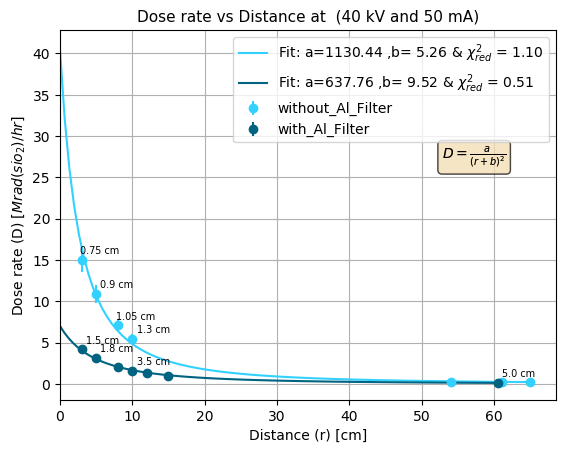 Dose rate vs Distance at  (40 kV and 50 mA)
Fit: a=1130.44 ,b= 5.26 & χ²_red = 1.10
Fit: a=637.76 ,b= 9.52 & χ²_red = 0.51
without_Al_Filter
with_Al_Filter
D = a/(r + b)²
0.75 cm
0.9 cm
1.05 cm
1.3 cm
1.5 cm
1.8 cm
3.5 cm
5.0 cm
Dose rate (D) [Mrad(sio₂)/hr]
40
35
30
25
20
15
10
5
0
0 10 20 30 40 50 60
Distance (r) [cm]